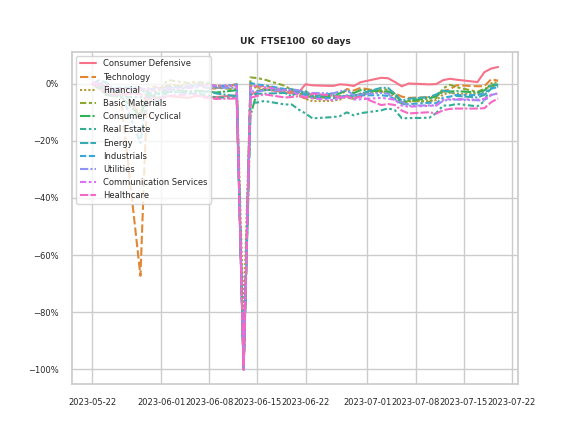 UK FTSE100 60 days
Consumer Defensive
Technology
Financial
Basic Materials
Consumer Cyclical
Real Estate
Energy
Industrials
Utilities
Communication Services
Healthcare
0%
−20%
−40%
−60%
−80%
−100%
2023-05-22 2023-06-01 2023-06-08 2023-06-15 2023-06-22 2023-07-01 2023-07-08 2023-07-15 2023-07-22